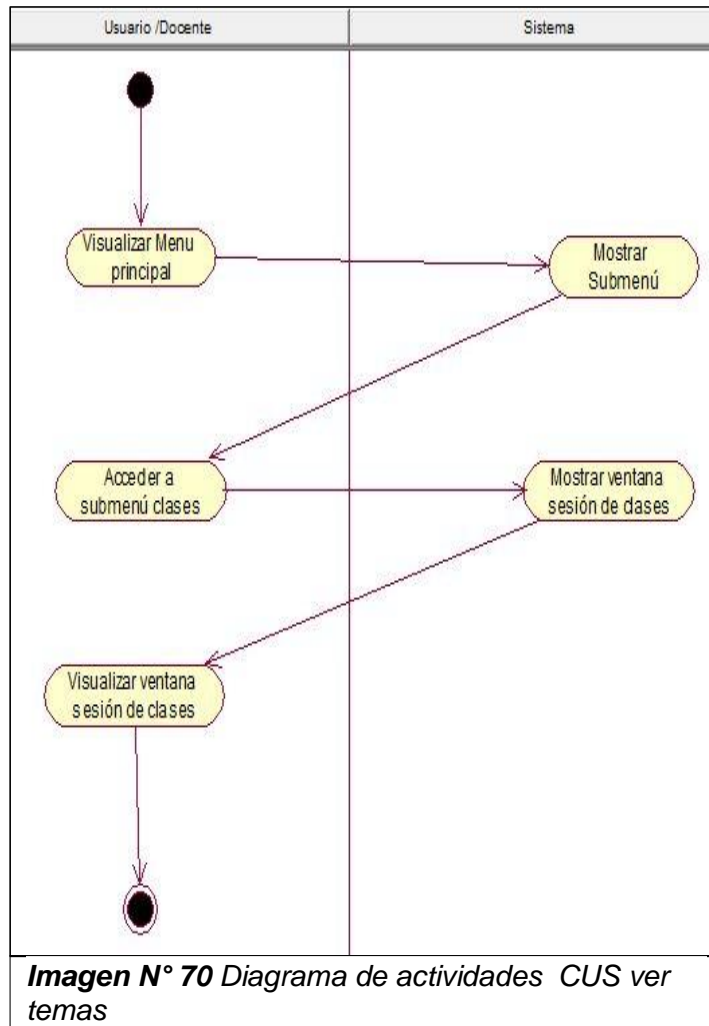 Usuario /Docente
Sistema
Visualizar Menu
principal
Mostrar
Submenú
Acceder a
submenú clases
Mostrar ventana
sesión de clases
Visualizar ventana
sesión de clases
Imagen N° 70 Diagrama de actividades CUS ver
temas